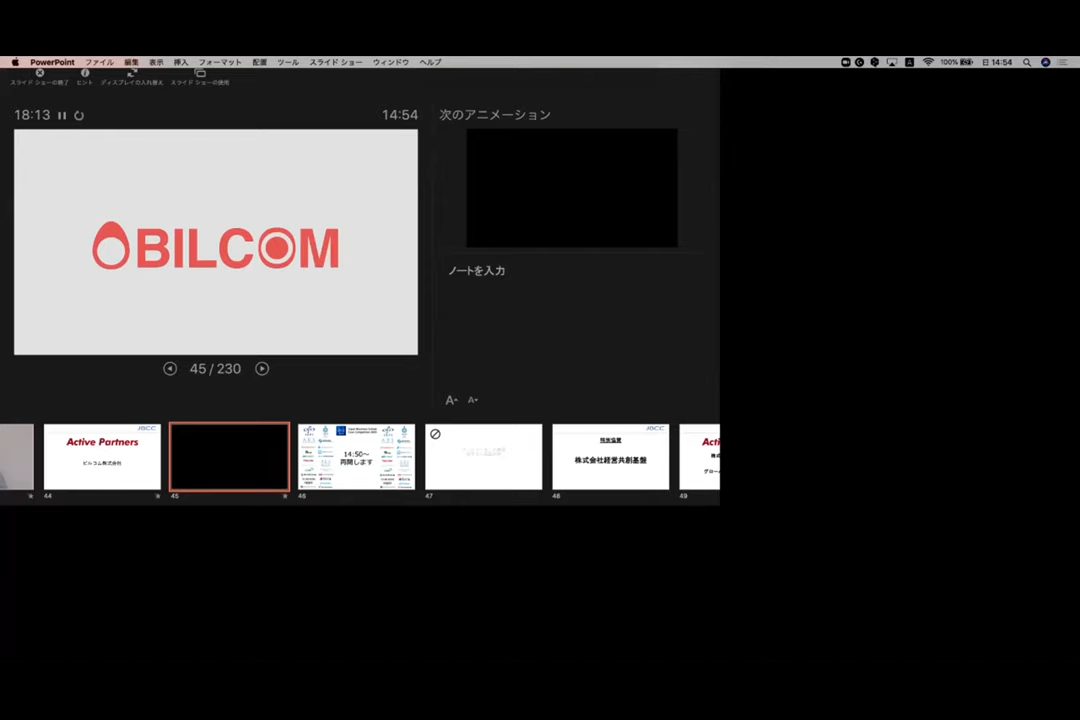 PowerPoint ファイル 編集 表示 挿入 フォーマット 配置 ツール スライド ショー ウィンドウ ヘルプ 100% 日 14:54
スライド ショーの終了 ヒント ディスプレイの入れ替え スライド ショーの使用
18:13 14:54 次のアニメーション
BILCOM
ノートを入力
45 / 230
A A
JBCC
Active Partners
ビルコム株式会社
14:50〜
再開します
JBCC
特別協賛
株式会社経営共創基盤
Acti
株式
グロー
44 45 46 47 48 49